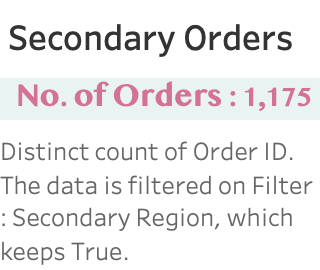 Secondary Orders
No. of Orders : 1,175
Distinct count of Order ID.
The data is filtered on Filter
: Secondary Region, which
keeps True.